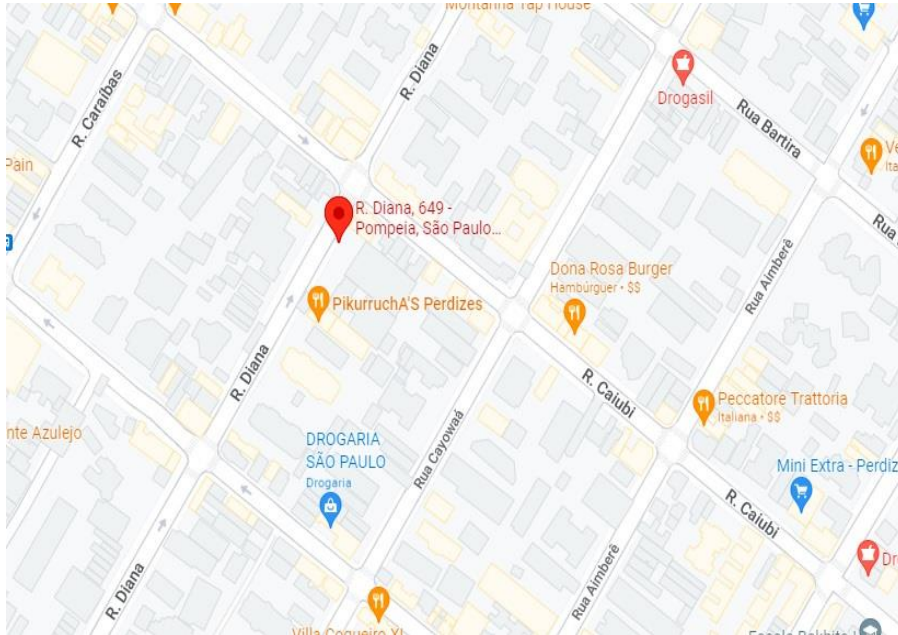 Montanha Tap House
R. Caraíbas
R. Diana
Drogasil
Rua Bartira
Pain
R. Diana, 649 -
Pompeia, São Paulo...
Rua
Rua Aimberê
Dona Rosa Burger
Hambúrguer • $$
PikurruchA'S Perdizes
R. Diana
R. Caiubi
Peccatore Trattoria
Italiana • $$
nte Azulejo
DROGARIA
SÃO PAULO
Drogaria
Rua Cayowaá
Mini Extra - Perdiz
R. Caiubi
R. Diana
Rua Aimberê
Villa Coqueiro